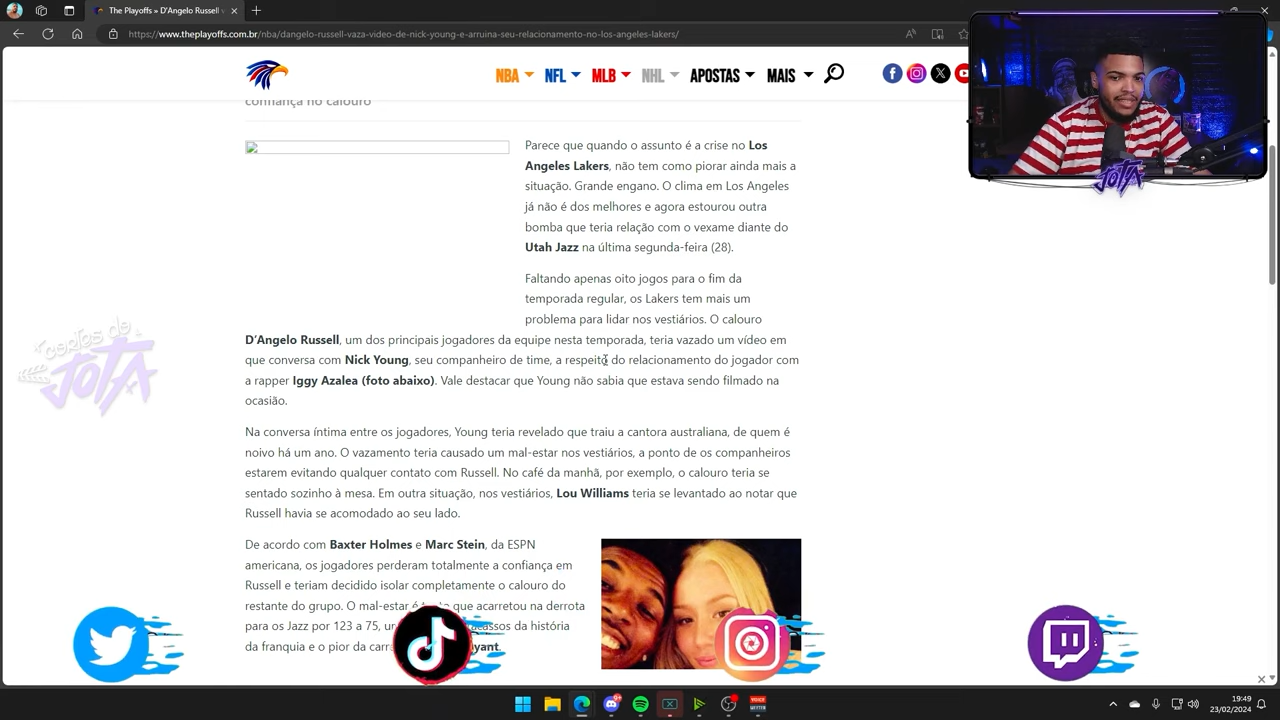 The Playoffs » D'Angelo Russell v
https://www.theplayoffs.com.br/nba/dangelo-russell-vaza-video-de-nick-young-e-arruina-seu-relacionamento-no-los-angeles-lakers/
NBA NFL MLB NHL APOSTAS MAIS
confiança no calouro
Parece que quando o assunto é a crise no Los
Angeles Lakers, não tem como piorar ainda mais a
situação. Grande engano. O clima em Los Angeles
já não é dos melhores e agora estourou outra
bomba que teria relação com o vexame diante do
Utah Jazz na última segunda-feira (28).
Faltando apenas oito jogos para o fim da
temporada regular, os Lakers tem mais um
problema para lidar nos vestiários. O calouro
D'Angelo Russell, um dos principais jogadores da equipe nesta temporada, teria vazado um vídeo em
que conversa com Nick Young, seu companheiro de time, a respeito do relacionamento do jogador com
a rapper Iggy Azalea (foto abaixo). Vale destacar que Young não sabia que estava sendo filmado na
ocasião.
Na conversa íntima entre os jogadores, Young teria revelado que traiu a cantora australiana, de quem é
noivo há um ano. O vazamento teria causado um mal-estar nos vestiários, a ponto de os companheiros
estarem evitando qualquer contato com Russell. No café da manhã, por exemplo, o calouro teria se
sentado sozinho à mesa. Em outra situação, nos vestiários, Lou Williams teria se levantado ao notar que
Russell havia se acomodado ao seu lado.
De acordo com Baxter Holmes e Marc Stein, da ESPN
americana, os jogadores perderam totalmente a confiança em
Russell e teriam decidido isolar completamente o calouro do
restante do grupo. O mal-estar é que acarretou na derrota
para os Jazz por 123 a 75, da história
da franquia e o pior da
cortes do
JOTA
JOTA
19:49
23/02/2024